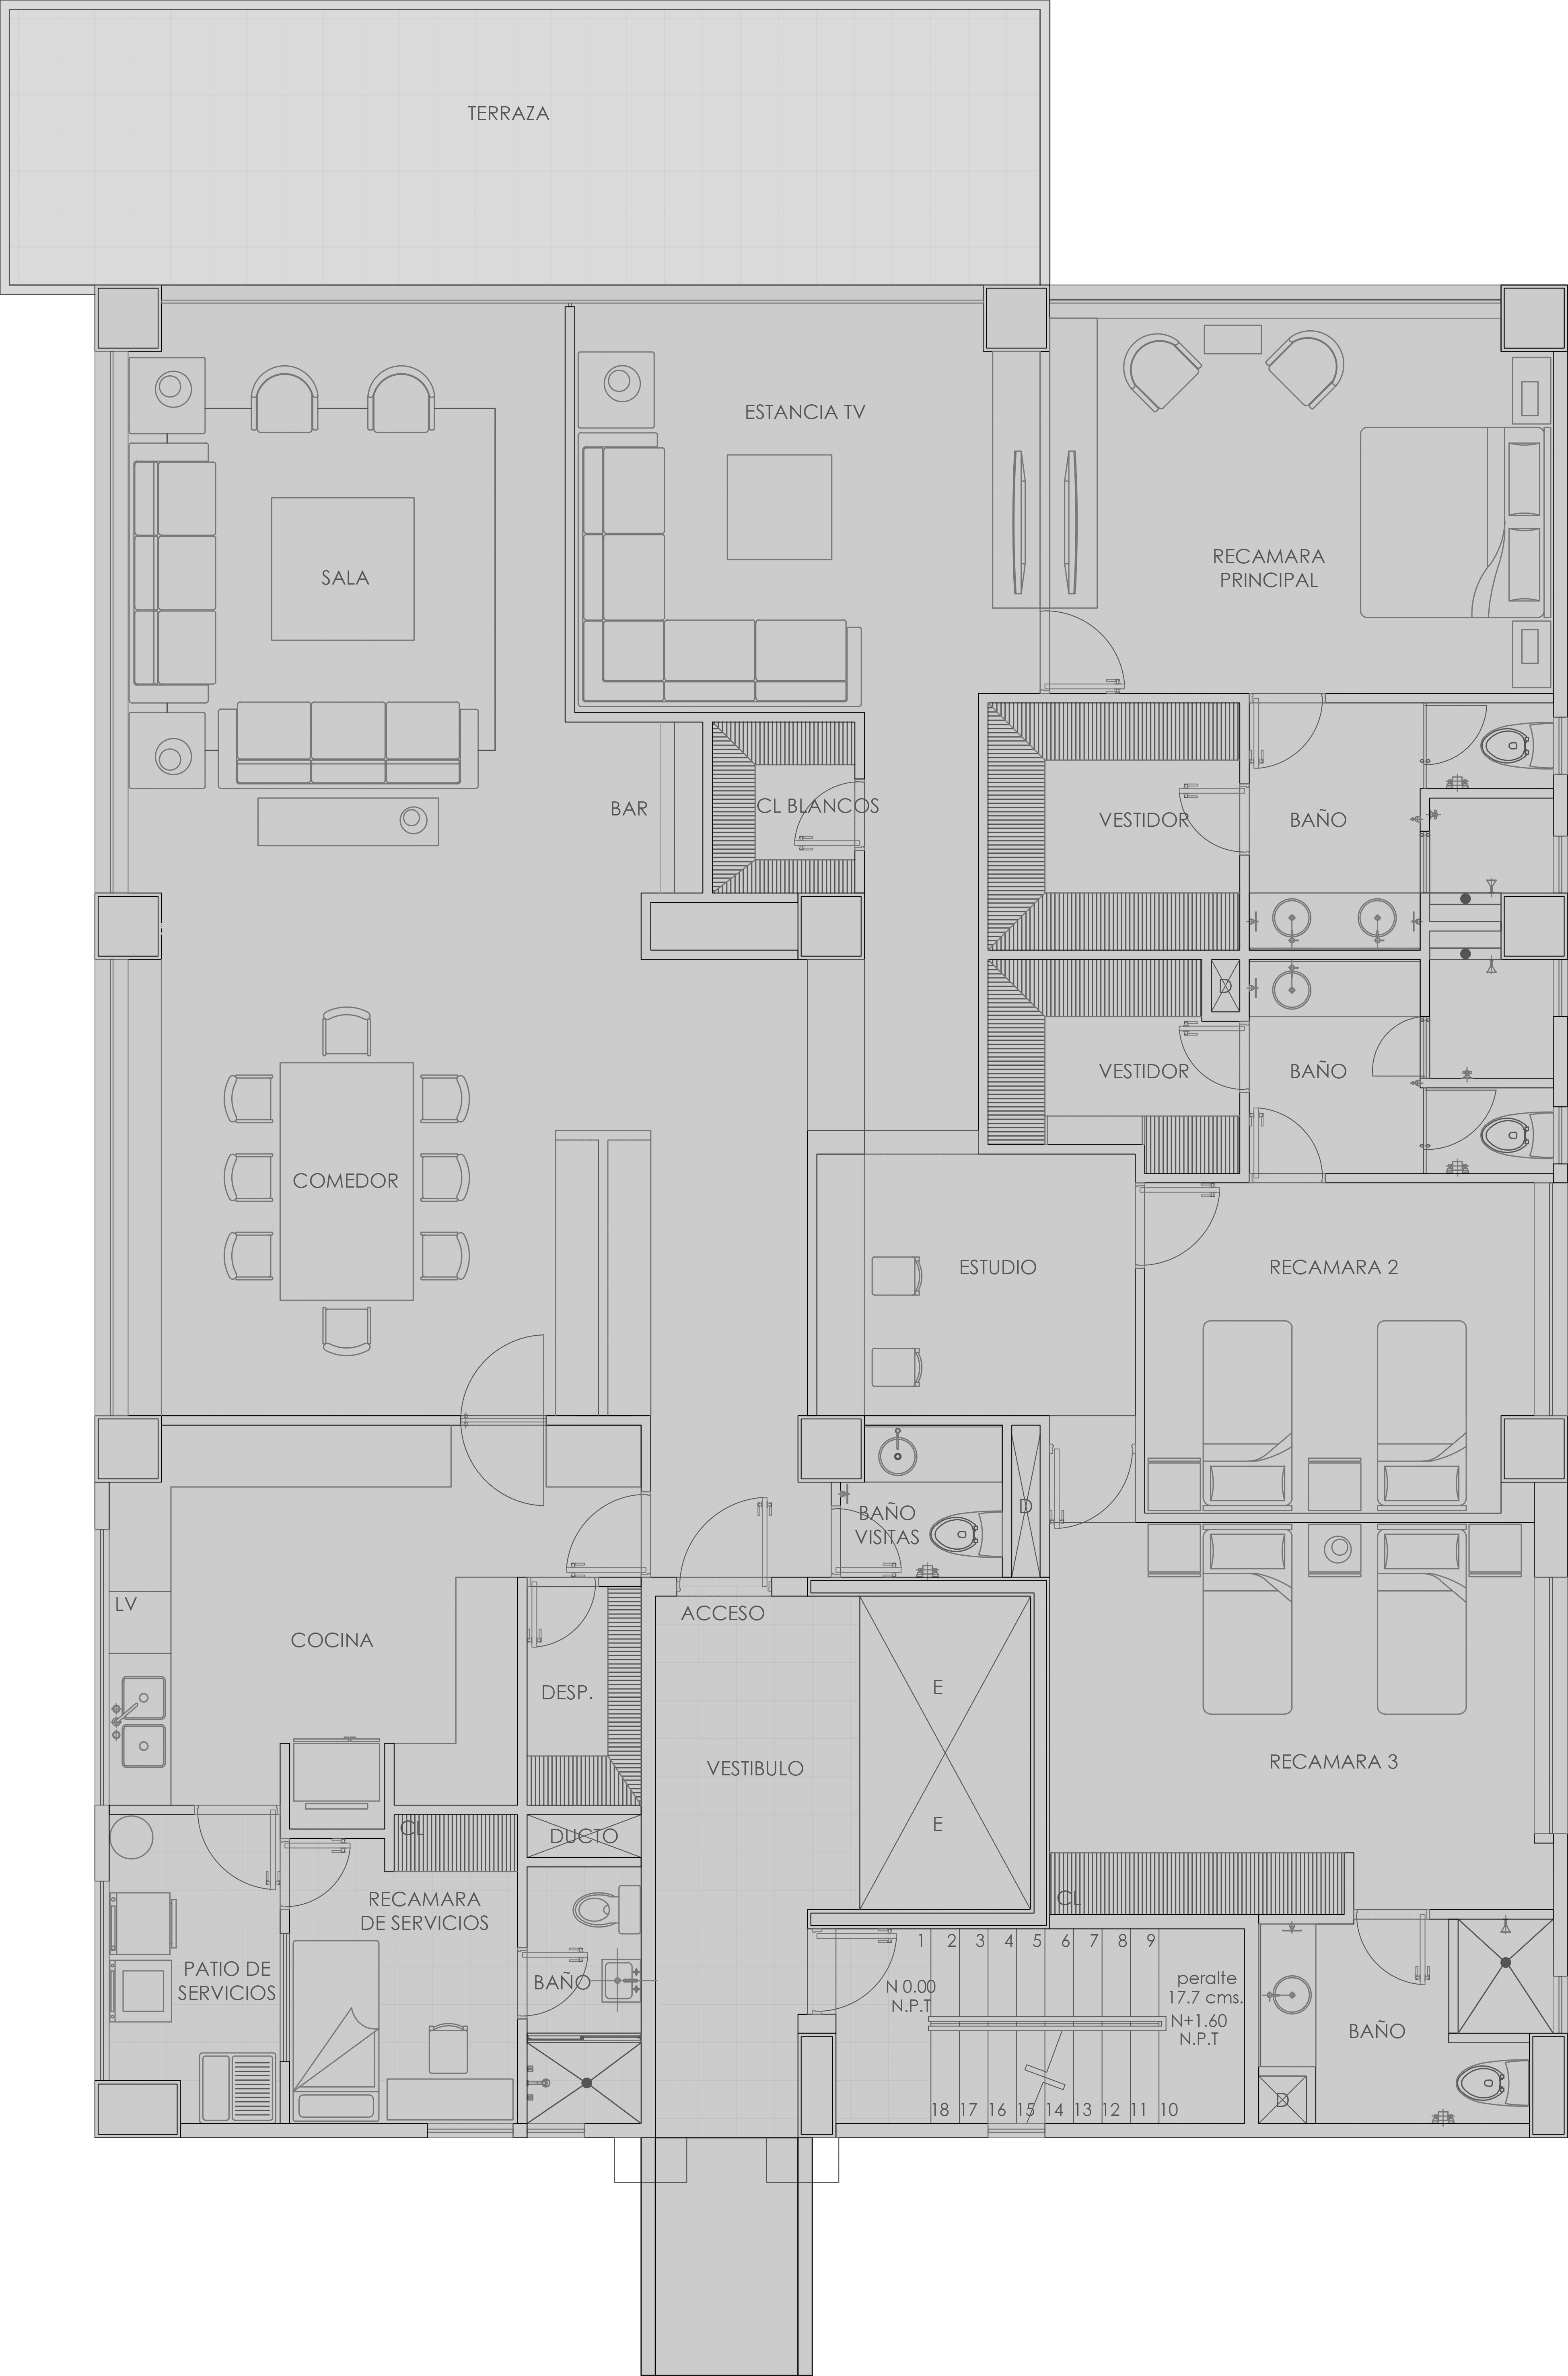 TERRAZA
ESTANCIA TV
SALA
RECAMARA
PRINCIPAL
BAR
CL BLANCOS
VESTIDOR
BAÑO
D
VESTIDOR
BAÑO
COMEDOR
ESTUDIO
RECAMARA 2
BAÑO
VISITAS
D
LV
COCINA
ACCESO
DESP.
E
VESTIBULO
RECAMARA 3
E
CL
DUCTO
RECAMARA
DE SERVICIOS
CL
PATIO DE
SERVICIOS
BAÑO
1 2 3 4 5 6 7 8 9
N 0.00
N.P.T
peralte
17.7 cms.
N+1.60
N.P.T
BAÑO
18 17 16 15 14 13 12 11 10
D